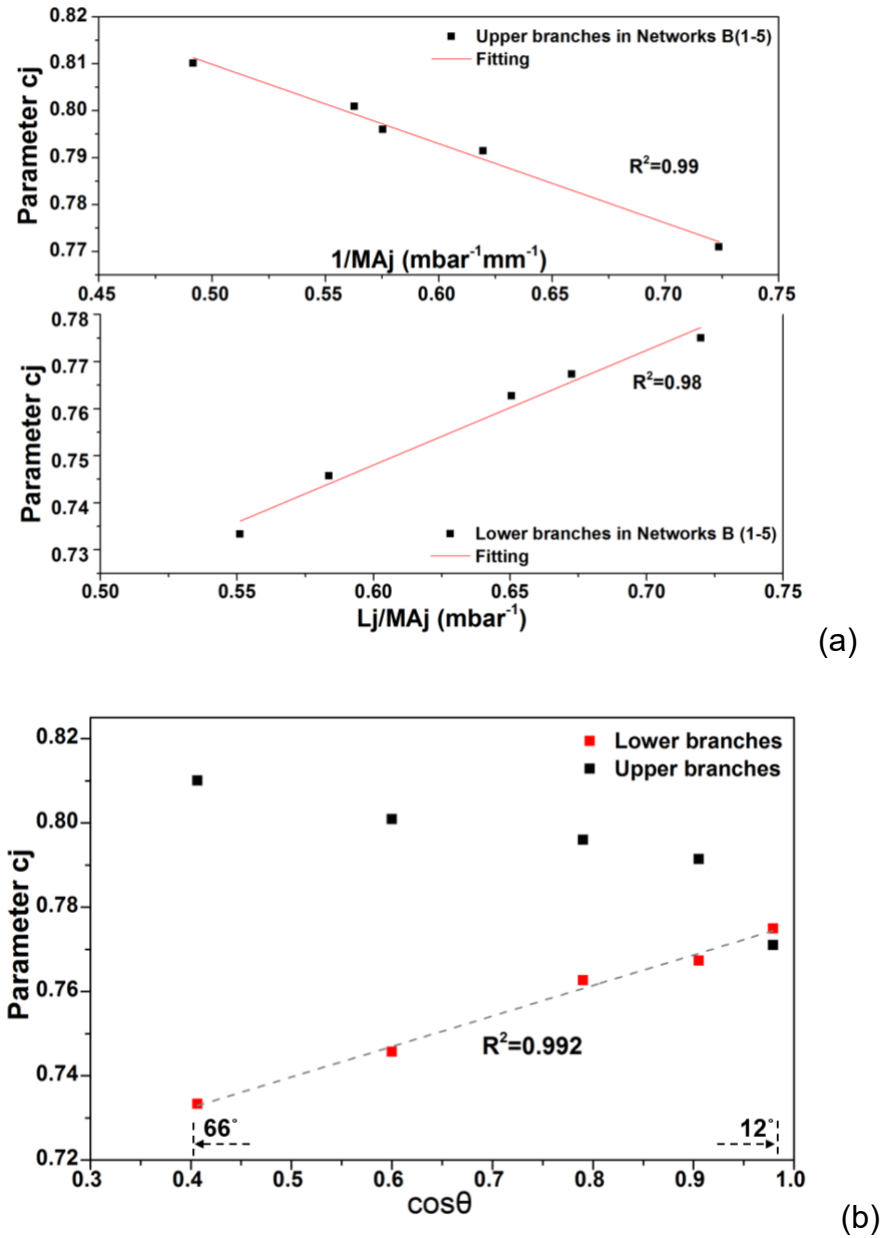 0.82
0.81
0.80
0.79
0.78
0.77
Parameter cj
Upper branches in Networks B(1-5)
Fitting
R²=0.99
1/MAj (mbar⁻¹mm⁻¹)
0.45 0.50 0.55 0.60 0.65 0.70 0.75
0.78
0.77
0.76
0.75
0.74
0.73
Parameter cj
R²=0.98
Lower branches in Networks B (1-5)
Fitting
0.50 0.55 0.60 0.65 0.70 0.75
Lj/MAj (mbar⁻¹)
(a)
0.82
0.80
0.78
0.76
0.74
0.72
Parameter cj
Lower branches
Upper branches
R²=0.992
66°
12°
0.3 0.4 0.5 0.6 0.7 0.8 0.9 1.0
cosθ
(b)